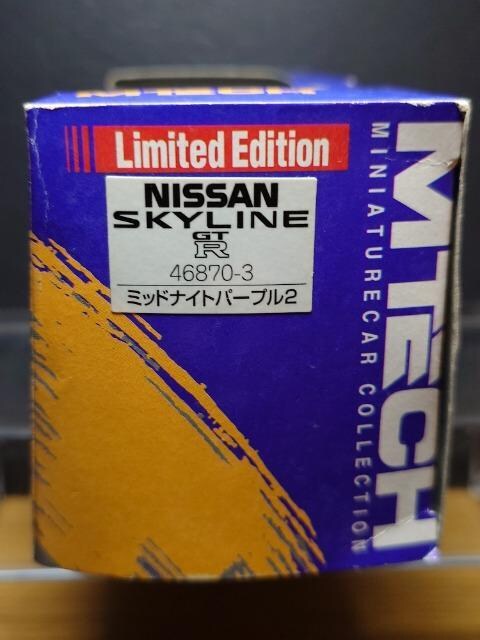 MTECH
Limited Edition
NISSAN
SKYLINE
GT
R
46870-3
ミッドナイトパープル2
MTECH
MINIATURECAR COLLECTION